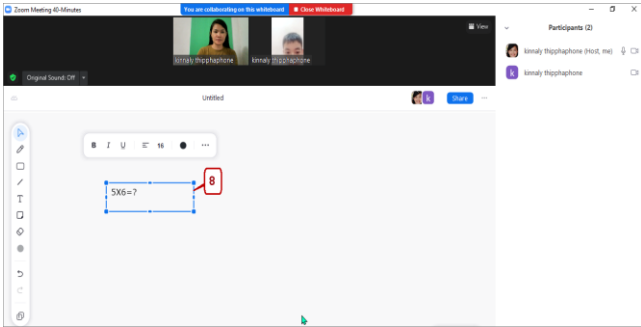 Zoom Meeting 40-Minutes
You are collaborating on this whiteboard
Close Whiteboard
View
kinnaly thipphaphone
kinnaly thipphaphone
Original Sound: Off
Untitled
k
Share
B I U 16
5X6=?
8
T
Participants (2)
kinnaly thipphaphone (Host, me)
k
kinnaly thipphaphone